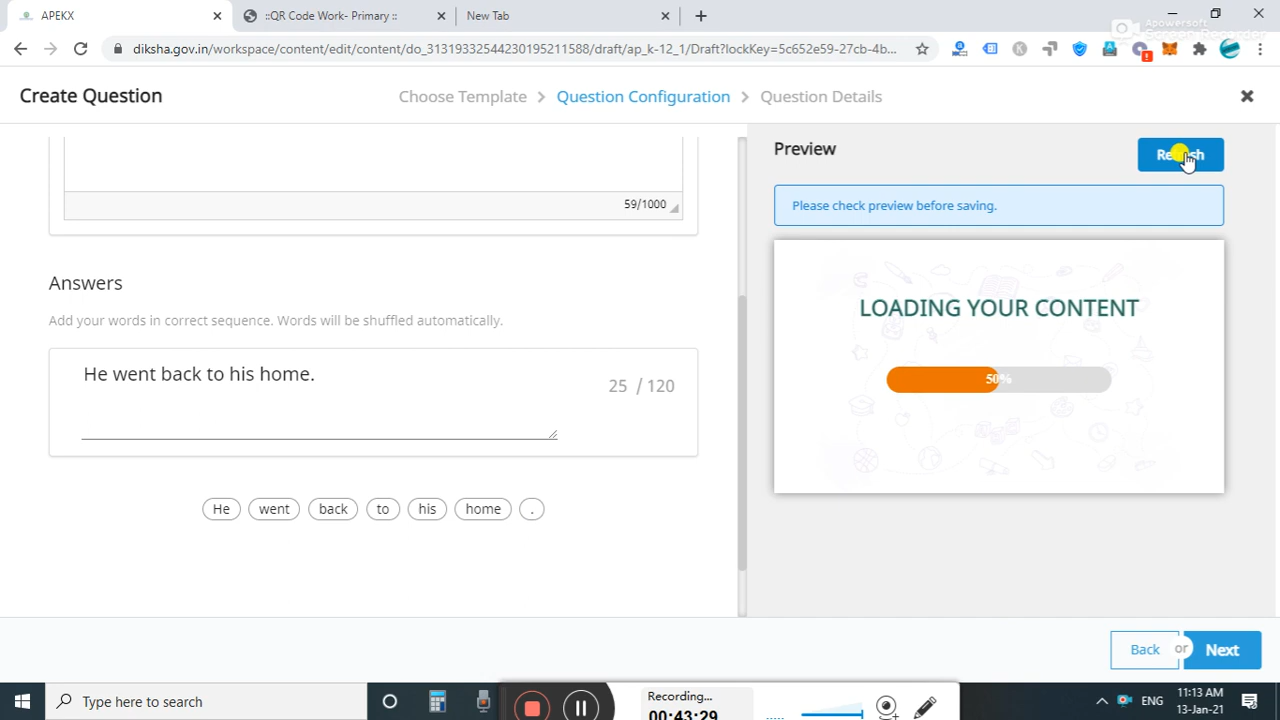 APEKX
::QR Code Work- Primary ::
New Tab
Apowersoft
Screen Recorder
diksha.gov.in/workspace/content/edit/content/do_31319332544230195211588/draft/ap_k-12_1/Draft?lockKey=5c652e59-27cb-4b...
Create Question
Choose Template
Question Configuration
Question Details
Preview
Refresh
59/1000
Please check preview before saving.
Answers
LOADING YOUR CONTENT
Add your words in correct sequence. Words will be shuffled automatically.
He went back to his home.
25 / 120
50%
He went back to his home .
Back or Next
Type here to search
Recording...
00:43:29
ENG
11:13 AM
13-Jan-21